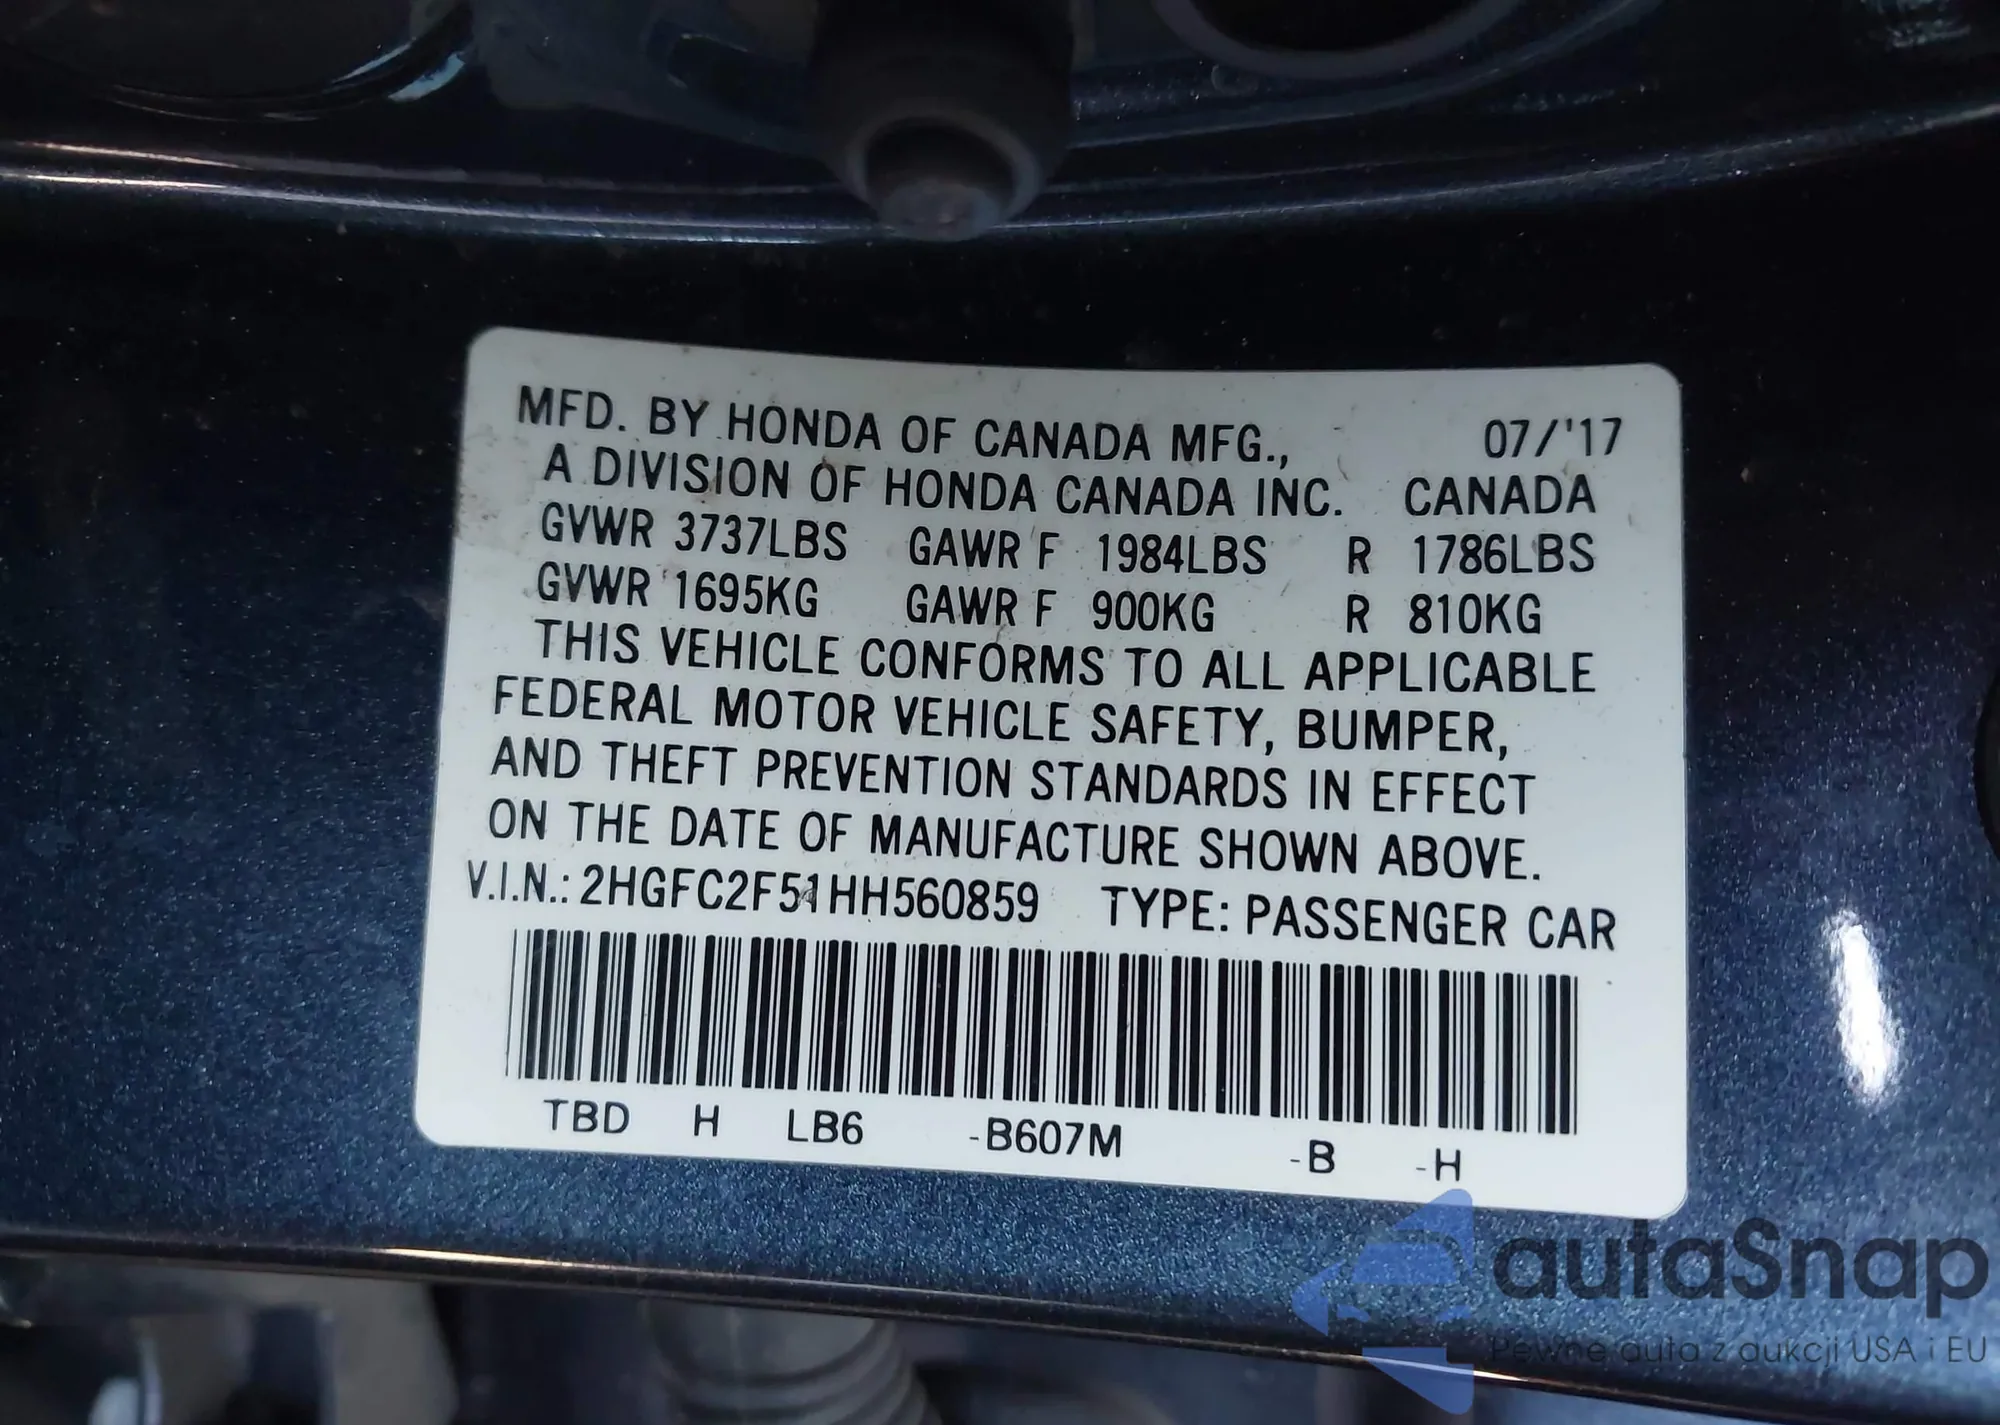 MFD. BY HONDA OF CANADA MFG., 07/'17
A DIVISION OF HONDA CANADA INC. CANADA
GVWR 3737LBS GAWR F 1984LBS R 1786LBS
GVWR 1695KG GAWR F 900KG R 810KG
THIS VEHICLE CONFORMS TO ALL APPLICABLE
FEDERAL MOTOR VEHICLE SAFETY, BUMPER,
AND THEFT PREVENTION STANDARDS IN EFFECT
ON THE DATE OF MANUFACTURE SHOWN ABOVE.
V.I.N.: 2HGFC2F51HH560859 TYPE: PASSENGER CAR
TBD H LB6 -B607M -B -H
autaSnap
Pewne auta z aukcji USA i EU